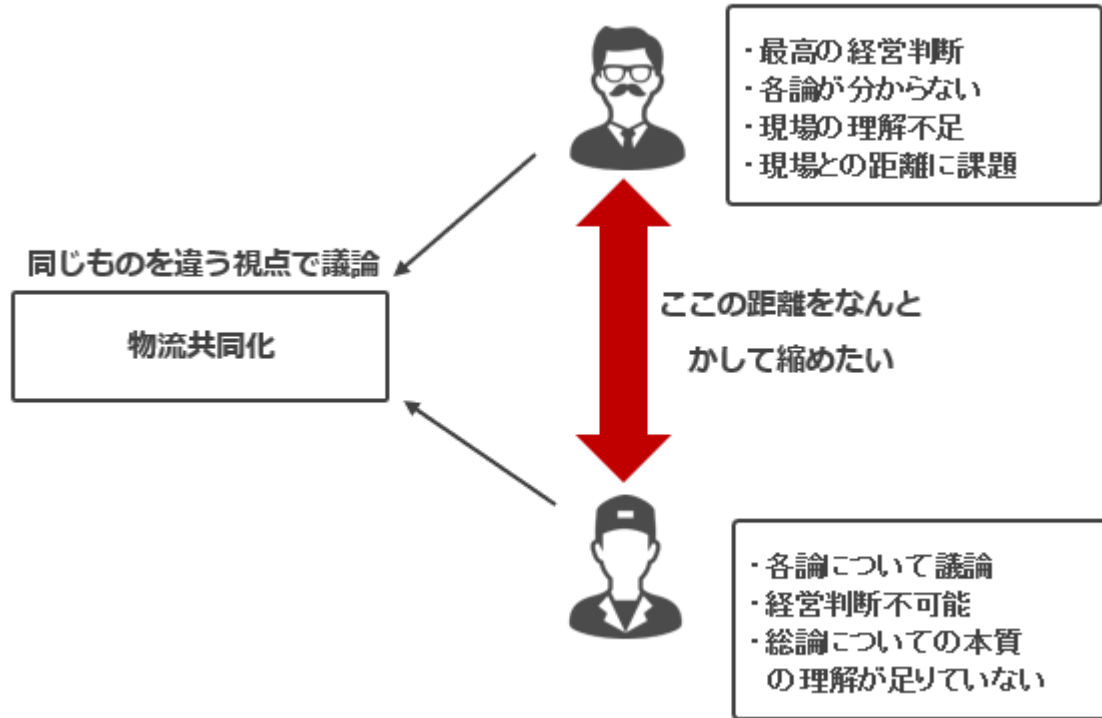 ・最高の経営判断
・各論が分からない
・現場の理解不足
・現場との距離に課題
同じものを違う視点で議論
物流共同化
ここの距離をなんと
かして縮めたい
・各論について議論
・経営判断不可能
・総論についての本質
の理解が足りていない